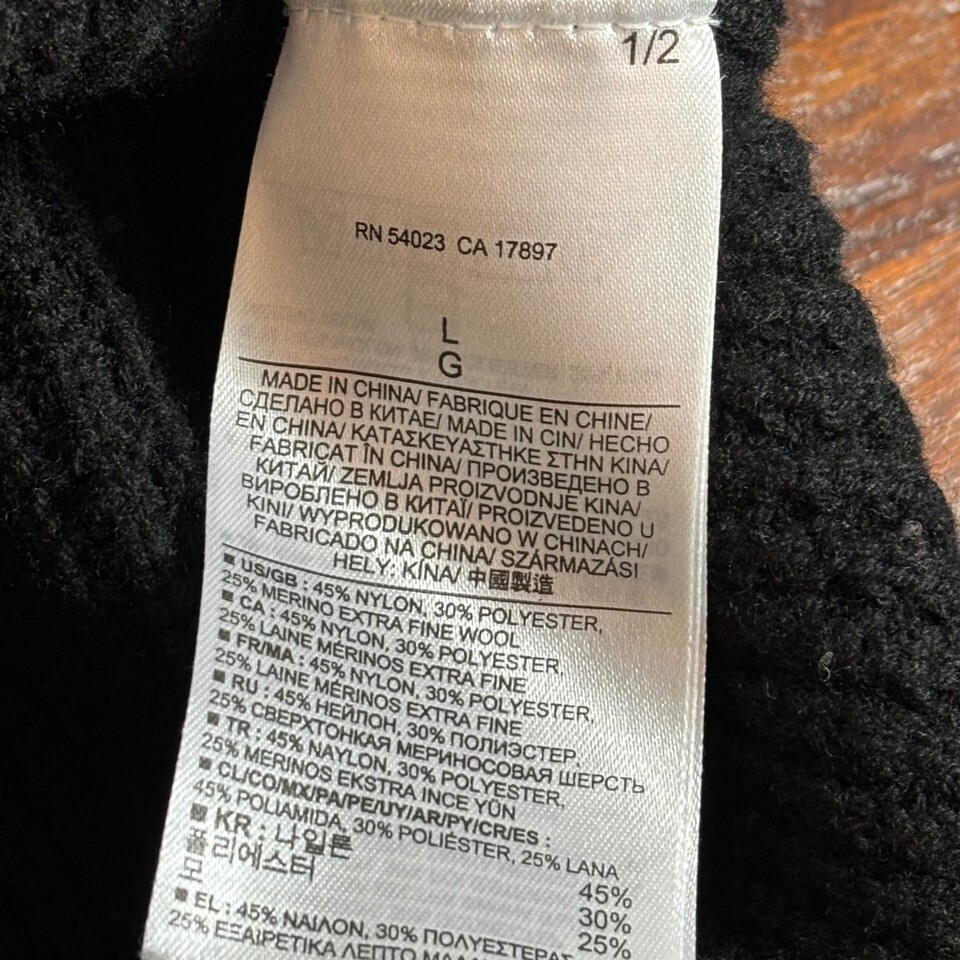 1/2
RN 54023 CA 17897
L
G
MADE IN CHINA/ FABRIQUE EN CHINE/
СДЕЛАНО В КИТАЕ/ MADE IN CIN/ HECHO
EN CHINA/ ΚΑΤΑΣΚΕΥΑΣΤΗΚΕ ΣΤΗΝ ΚΙΝΑ/
FABRICAT ÎN CHINA/ ПРОИЗВЕДЕНО В
КИТАЙ/ ZEMLJA PROIZVODNJE KINA/
ВИРОБЛЕНО В КИТАЇ/ PROIZVEDENO U
KINI/ WYPRODUKOWANO W CHINACH/
FABRICADO NA CHINA/ SZÁRMAZÁSI
HELY: KÍNA/ 中國製造
■ US/GB : 45% NYLON, 30% POLYESTER,
25% MERINO EXTRA FINE WOOL
■ CA : 45% NYLON, 30% POLYESTER,
25% LAINE MÉRINOS EXTRA FINE
■ FR/MA : 45% NYLON, 30% POLYESTER,
25% LAINE MÉRINOS EXTRA FINE
■ RU : 45% НЕЙЛОН, 30% ПОЛИЭСТЕР,
25% СВЕРХТОНКАЯ МЕРИНОСОВАЯ ШЕРСТЬ
■ TR : 45% NAYLON, 30% POLYESTER,
25% MERINOS EKSTRA INCE YÜN
■ CL/CO/MX/PA/PE/UY/AR/PY/CR/ES :
45% POLIAMIDA, 30% POLIÉSTER, 25% LANA
■ KR : 나일론 45%
폴리에스터 30%
모 25%
■ EL : 45% ΝΑΙΛΟΝ, 30% ΠΟΛΥΕΣΤΕΡΑΣ,
25% ΕΞΑΙΡΕΤΙΚΑ ΛΕΠΤΟ